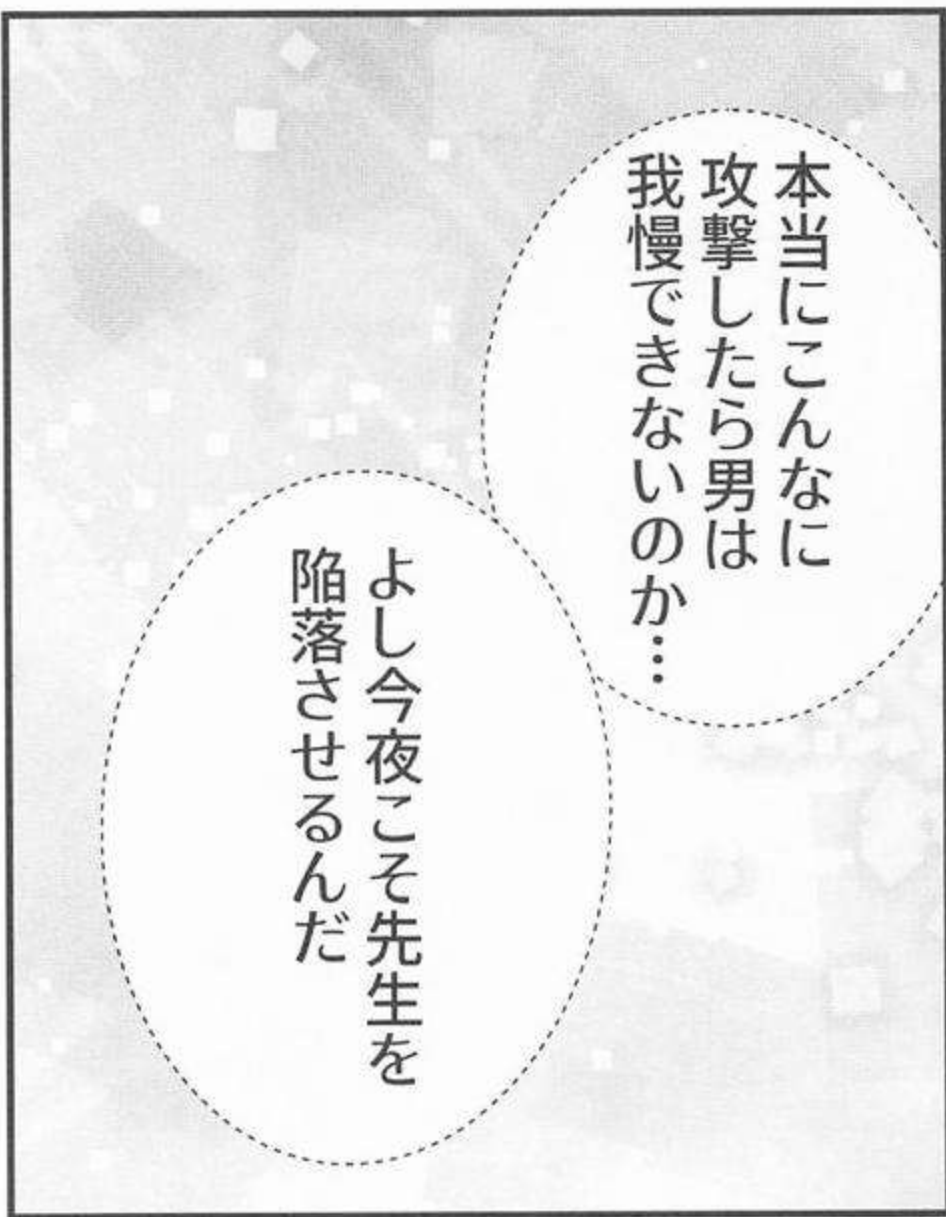 本当にこんなに
攻撃したら男は
我慢できないのか…
よし今夜こそ先生を
陥落させるんだ